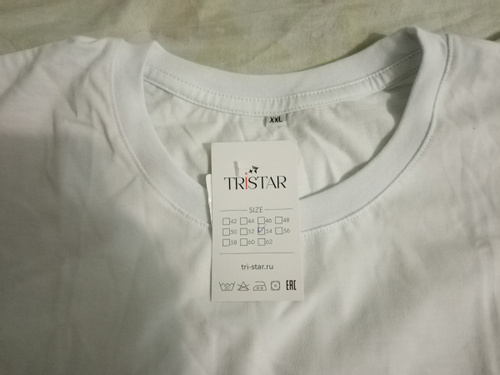 XXL
TRISTAR
SIZE
42 44 46 48
50 52 54 56
58 60 62
tri-star.ru
EAC